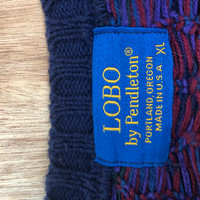 LOBO
by Pendleton®
PORTLAND, OREGON
MADE IN U.S.A XL